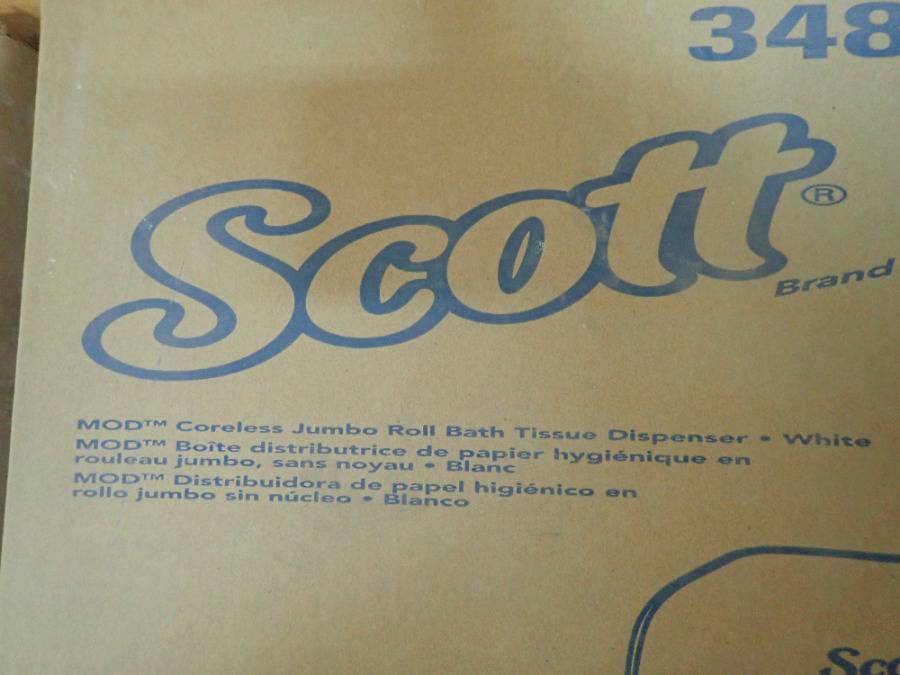 348
Scott®
Brand
MOD™ Coreless Jumbo Roll Bath Tissue Dispenser • White
MOD™ Boîte distributrice de papier hygiénique en
rouleau jumbo, sans noyau • Blanc
MOD™ Distribuidora de papel higiénico en
rollo jumbo sin núcleo • Blanco
Sco